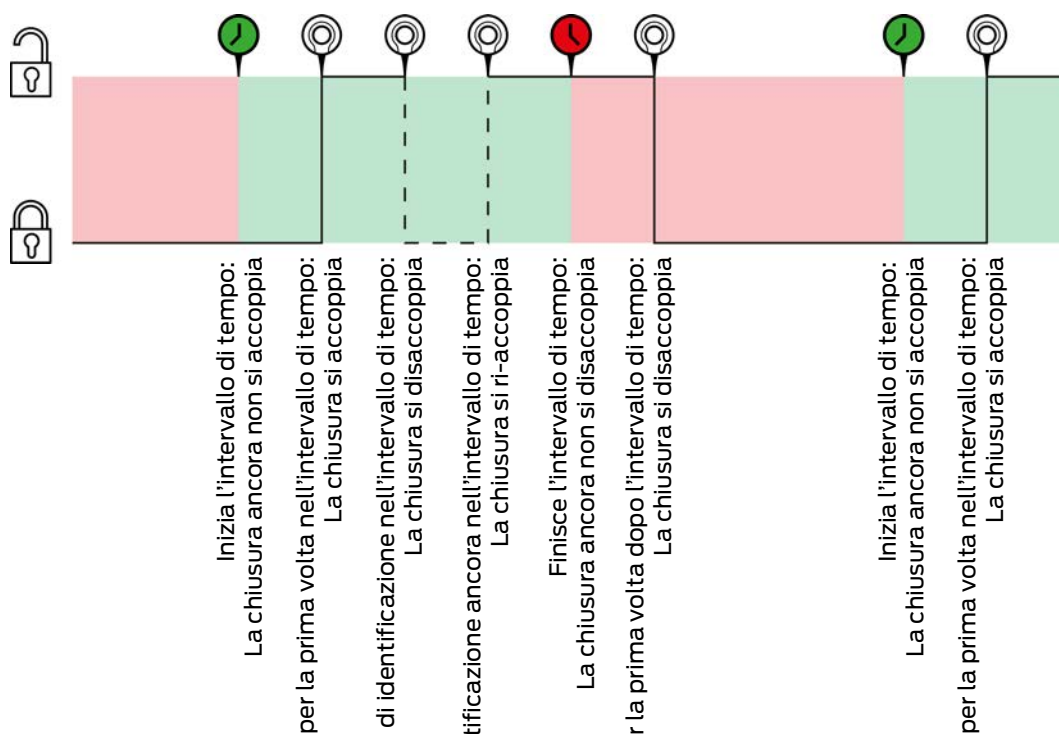 Inizia l'intervallo di tempo:
La chiusura ancora non si accoppia
per la prima volta nell'intervallo di tempo:
La chiusura si accoppia
di identificazione nell'intervallo di tempo:
La chiusura si disaccoppia
tificazione ancora nell'intervallo di tempo:
La chiusura si ri-accoppia
Finisce l'intervallo di tempo:
La chiusura ancora non si disaccoppia
r la prima volta dopo l'intervallo di tempo:
La chiusura si disaccoppia
Inizia l'intervallo di tempo:
La chiusura ancora non si accoppia
per la prima volta nell'intervallo di tempo:
La chiusura si accoppia